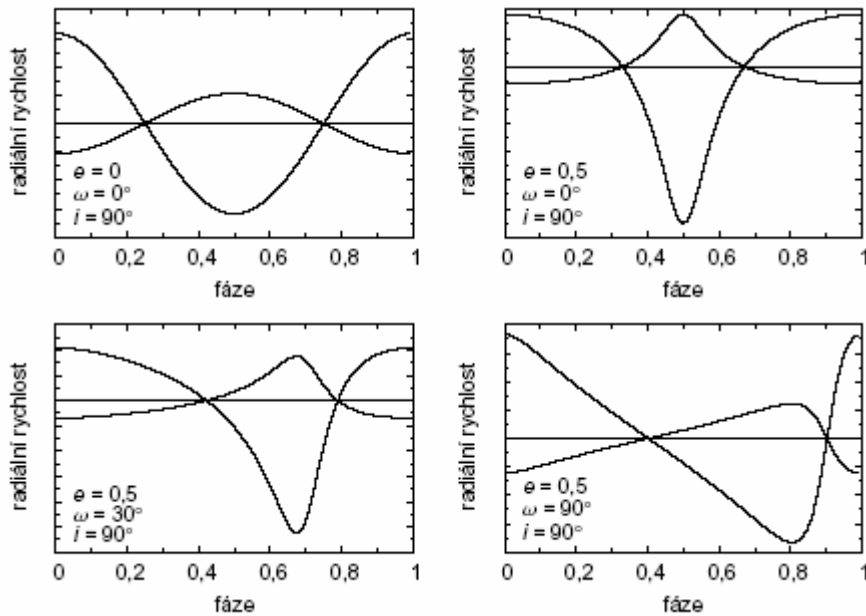 radiální rychlost
e = 0
ω = 0°
i = 90°
0 0,2 0,4 0,6 0,8 1
fáze
radiální rychlost
e = 0,5
ω = 0°
i = 90°
0 0,2 0,4 0,6 0,8 1
fáze
radiální rychlost
e = 0,5
ω = 30°
i = 90°
0 0,2 0,4 0,6 0,8 1
fáze
radiální rychlost
e = 0,5
ω = 90°
i = 90°
0 0,2 0,4 0,6 0,8 1
fáze